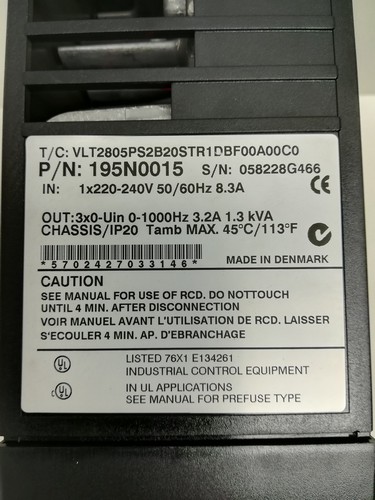 T/C: VLT2805PS2B20STR1DBF00A00C0
P/N: 195N0015 S/N: 058228G466
IN: 1x220-240V 50/60Hz 8.3A
CE
OUT:3x0-Uin 0-1000Hz 3.2A 1.3 kVA
CHASSIS/IP20 Tamb MAX. 45°C/113°F
*5702427033146*
MADE IN DENMARK
CAUTION
SEE MANUAL FOR USE OF RCD. DO NOTTOUCH
UNTIL 4 MIN. AFTER DISCONNECTION
VOIR MANUEL AVANT L'UTILISATION DE RCD. LAISSER
S'ECOULER 4 MIN. AP. D'EBRANCHAGE
UL LISTED 76X1 E134261
INDUSTRIAL CONTROL EQUIPMENT
c UL IN UL APPLICATIONS
SEE MANUAL FOR PREFUSE TYPE